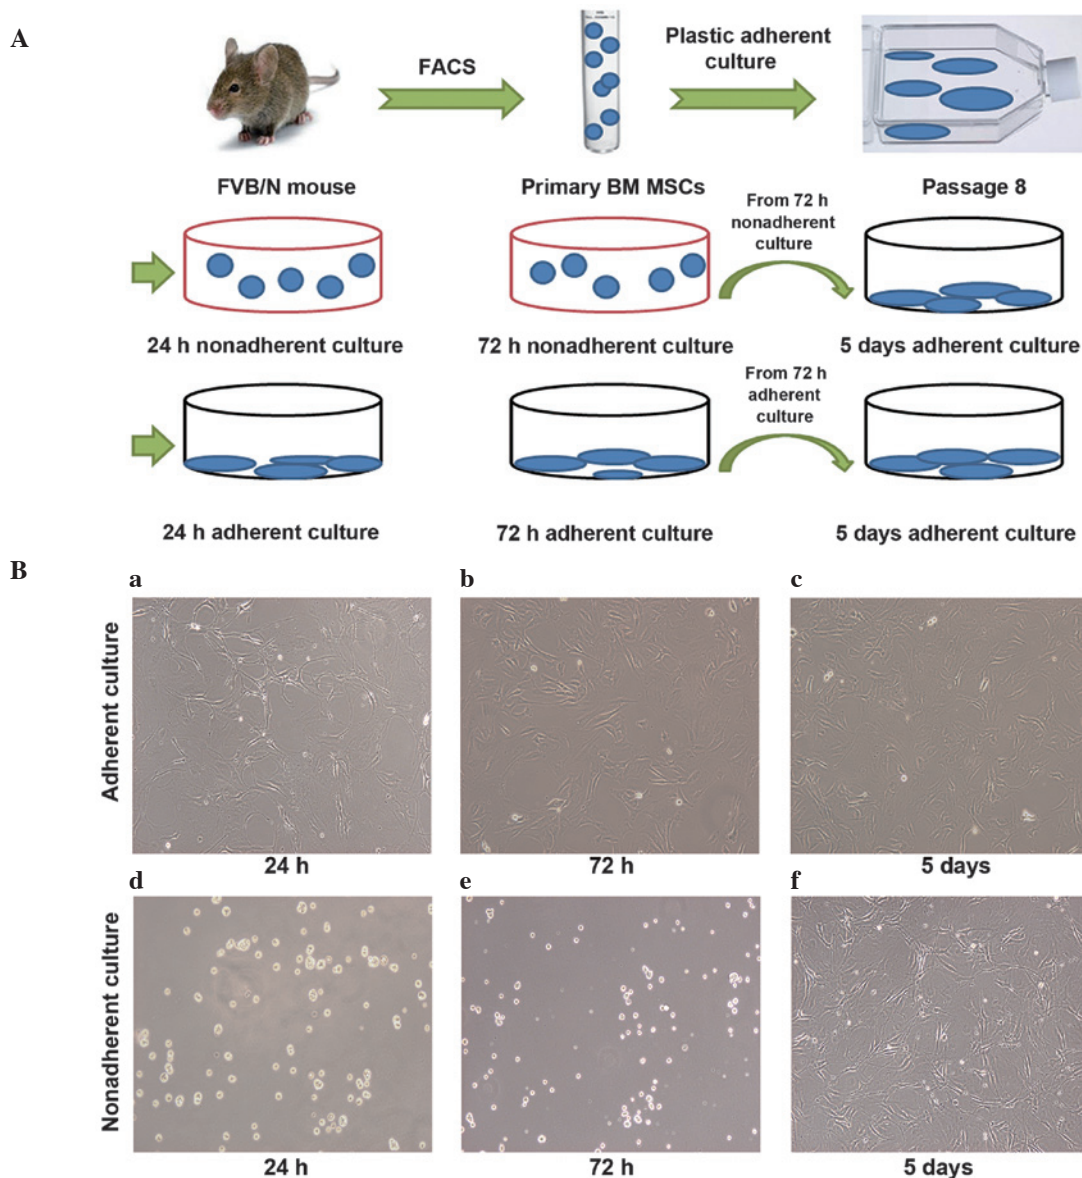 A
FACS
Plastic adherent
culture
FVB/N mouse
Primary BM MSCs
Passage 8
From 72 h
nonadherent
culture
24 h nonadherent culture
72 h nonadherent culture
5 days adherent culture
From 72 h
adherent
culture
24 h adherent culture
72 h adherent culture
5 days adherent culture
B
a
b
c
Adherent culture
24 h
72 h
5 days
d
e
f
Nonadherent culture
24 h
72 h
5 days